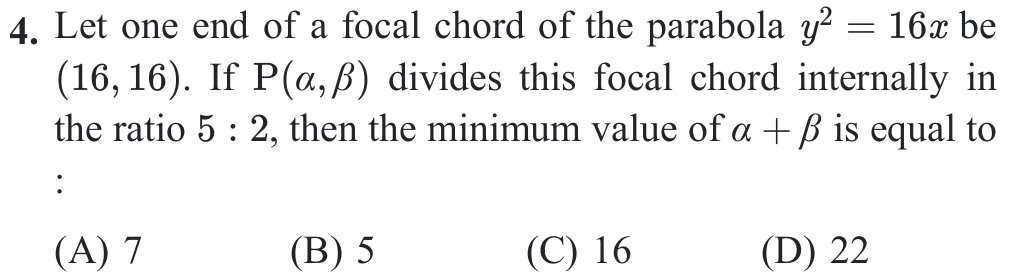 4. Let one end of a focal chord of the parabola y² = 16x be
(16, 16). If P(α, β) divides this focal chord internally in
the ratio 5 : 2, then the minimum value of α + β is equal to
:
(A) 7 (B) 5 (C) 16 (D) 22